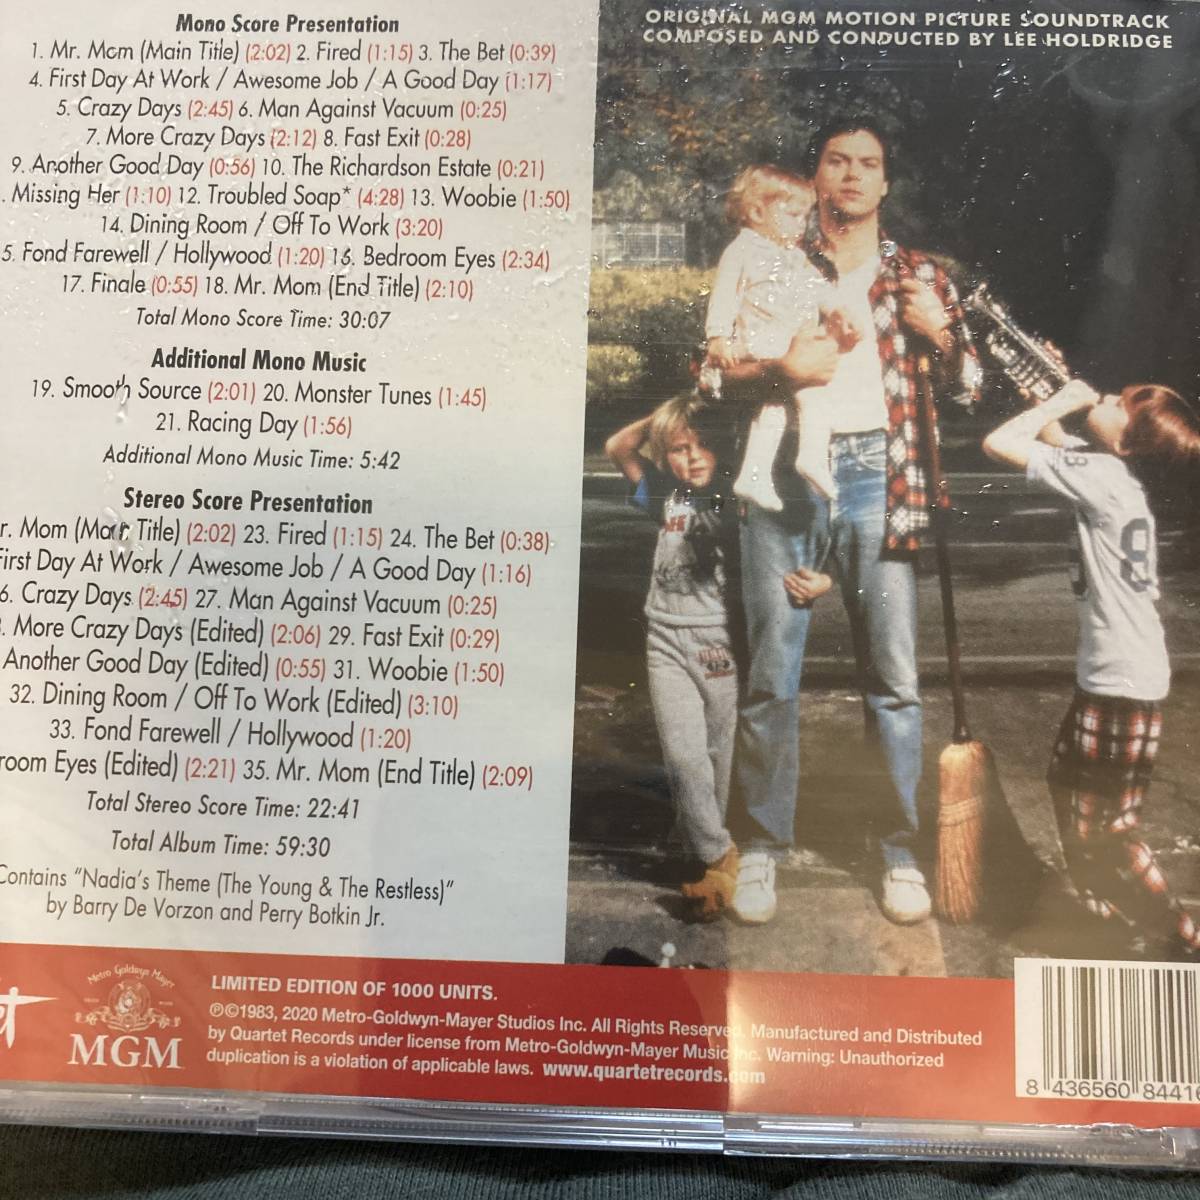 Mono Score Presentation
1. Mr. Mom (Main Title) (2:02) 2. Fired (1:15) 3. The Bet (0:39)
4. First Day At Work / Awesome Job / A Good Day (1:17)
5. Crazy Days (2:45) 6. Man Against Vacuum (0:25)
7. More Crazy Days (2:12) 8. Fast Exit (0:28)
9. Another Good Day (0:56) 10. The Richardson Estate (0:21)
. Missing Her (1:10) 12. Troubled Soap* (4:28) 13. Woobie (1:50)
14. Dining Room / Off To Work (3:20)
5. Fond Farewell / Hollywood (1:20) 16. Bedroom Eyes (2:34)
17. Finale (0:55) 18. Mr. Mom (End Title) (2:10)
Total Mono Score Time: 30:07
Additional Mono Music
19. Smooth Source (2:01) 20. Monster Tunes (1:45)
21. Racing Day (1:56)
Additional Mono Music Time: 5:42
Stereo Score Presentation
r. Mom (Main Title) (2:02) 23. Fired (1:15) 24. The Bet (0:38)
First Day At Work / Awesome Job / A Good Day (1:16)
6. Crazy Days (2:45) 27. Man Against Vacuum (0:25)
. More Crazy Days (Edited) (2:06) 29. Fast Exit (0:29)
Another Good Day (Edited) (0:55) 31. Woobie (1:50)
32. Dining Room / Off To Work (Edited) (3:10)
33. Fond Farewell / Hollywood (1:20)
room Eyes (Edited) (2:21) 35. Mr. Mom (End Title) (2:09)
Total Stereo Score Time: 22:41
Total Album Time: 59:30
Contains "Nadia's Theme (The Young & The Restless)"
by Barry De Vorzon and Perry Botkin Jr.
ORIGINAL MGM MOTION PICTURE SOUNDTRACK
COMPOSED AND CONDUCTED BY LEE HOLDRIDGE
8
8
et
Metro Goldwyn Mayer
MGM
LIMITED EDITION OF 1000 UNITS.
℗©1983, 2020 Metro-Goldwyn-Mayer Studios Inc. All Rights Reserved. Manufactured and Distributed
by Quartet Records under license from Metro-Goldwyn-Mayer Music Inc. Warning: Unauthorized
duplication is a violation of applicable laws. www.quartetrecords.com
8 436560 84416